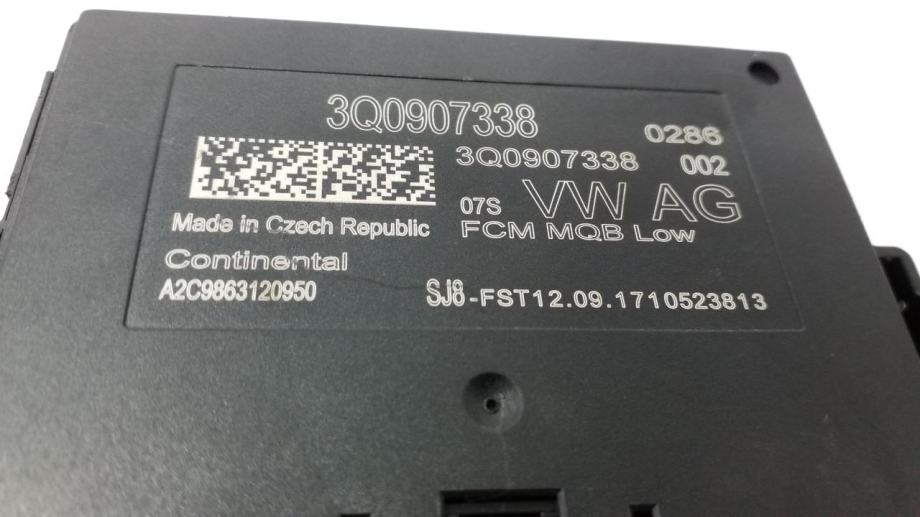 3Q0907338
0286
3Q0907338 002
07S VW AG
Made in Czech Republic
FCM MQB Low
Continental
A2C9863120950
SJ8-FST12.09.1710523813